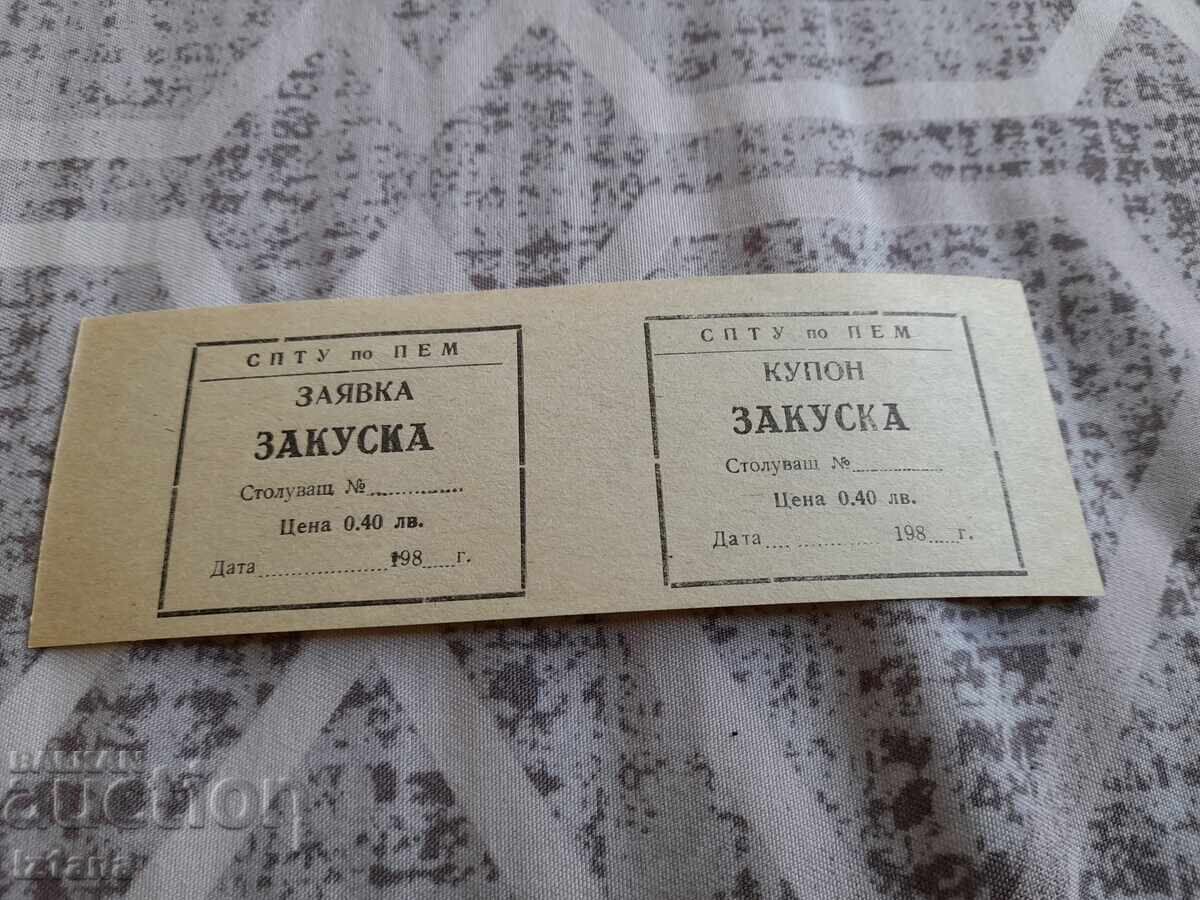 СПТУ по ПЕМ
ЗАЯВКА
ЗАКУСКА
Столуващ №
Цена 0.40 лв.
Дата 198 г.
СПТУ по ПЕМ
КУПОН
ЗАКУСКА
Столуващ №
Цена 0.40 лв.
Дата 198 г.
BALKAN
auction
Iztana